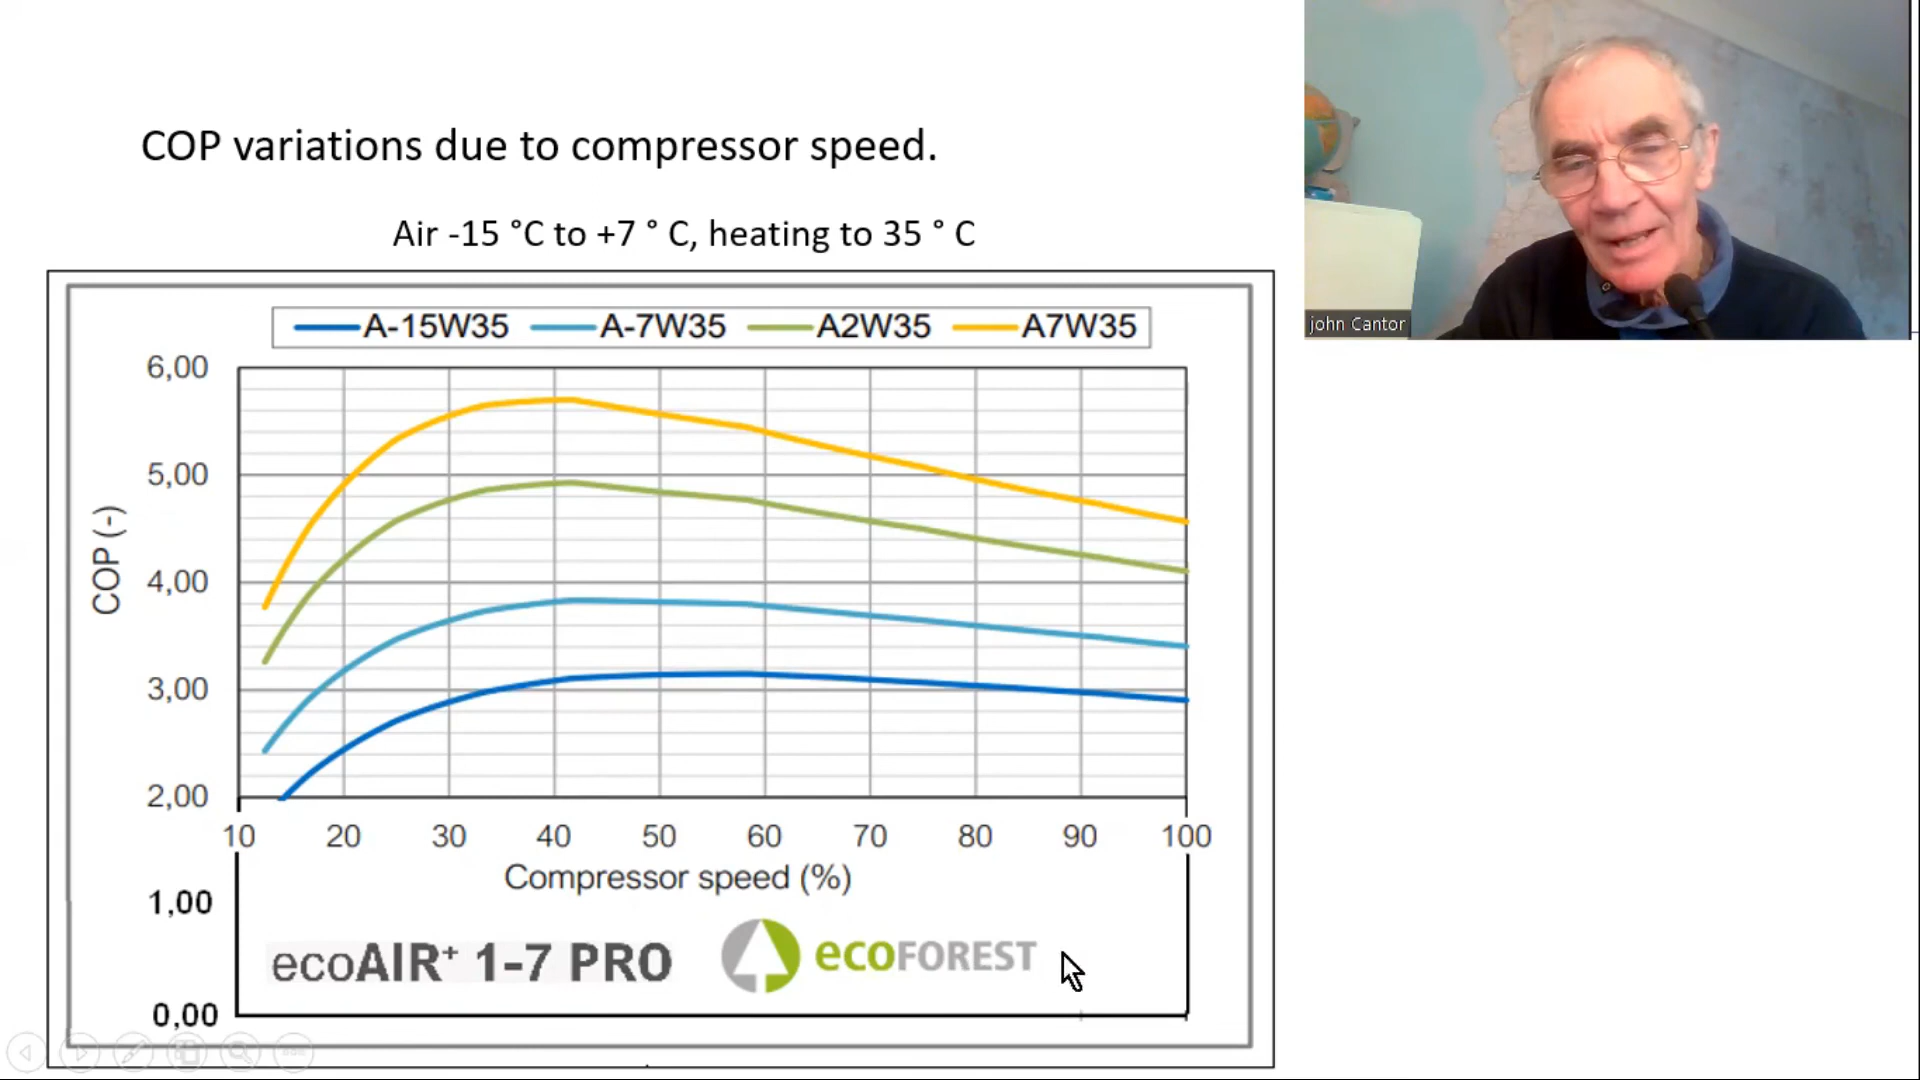 COP variations due to compressor speed.
Air -15 °C to +7 ° C, heating to 35 ° C
john Cantor
A-15W35 A-7W35 A2W35 A7W35
6,00
5,00
4,00
3,00
2,00
COP (-)
10 20 30 40 50 60 70 80 90 100
Compressor speed (%)
1,00
ecoAIR+ 1-7 PRO ecoFOREST
0,00